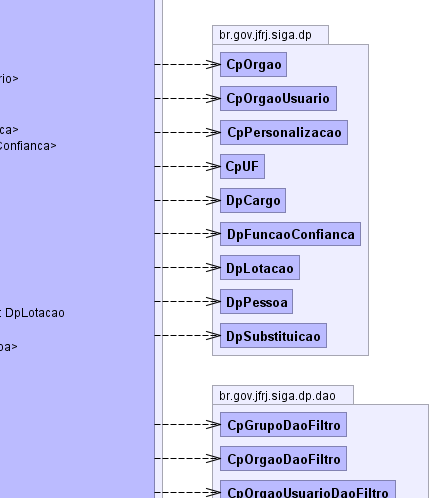 rio>
ca>
Confianca>
: DpLotacao
oa>
br.gov.jfrj.siga.dp
CpOrgao
CpOrgaoUsuario
CpPersonalizacao
CpUF
DpCargo
DpFuncaoConfianca
DpLotacao
DpPessoa
DpSubstituicao
br.gov.jfrj.siga.dp.dao
CpGrupoDaoFiltro
CpOrgaoDaoFiltro
CpOrgaoUsuarioDaoFiltro